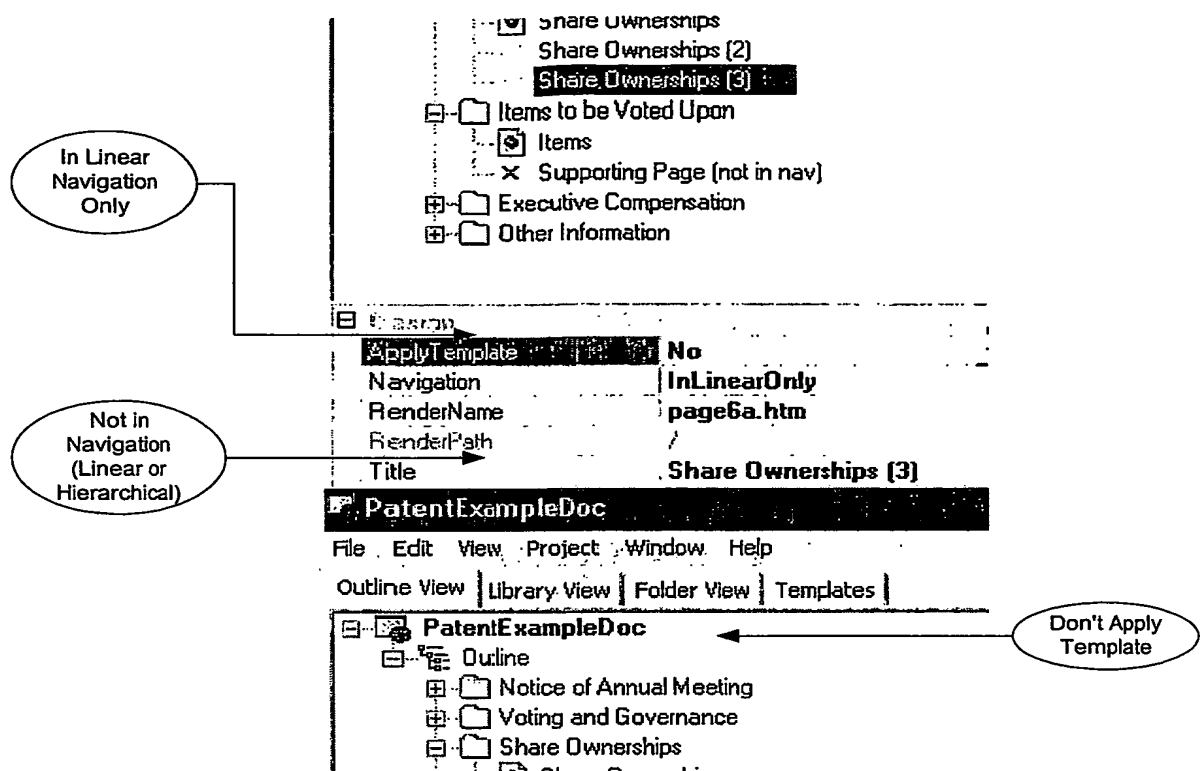 Share Ownerships
Share Ownerships (2)
Share Ownerships (3)
Items to be Voted Upon
Items
Supporting Page (not in nav)
Executive Compensation
Other Information
In Linear
Navigation
Only
ApplyTemplate No
Navigation InLinearOnly
RenderName page6a.htm
RenderPath /
Title Share Ownerships (3)
Not in
Navigation
(Linear or
Hierarchical)
PatentExampleDoc
File Edit View Project Window Help
Outline View Library View Folder View Templates
PatentExampleDoc
Outline
Notice of Annual Meeting
Voting and Governance
Share Ownerships
Don't Apply
Template